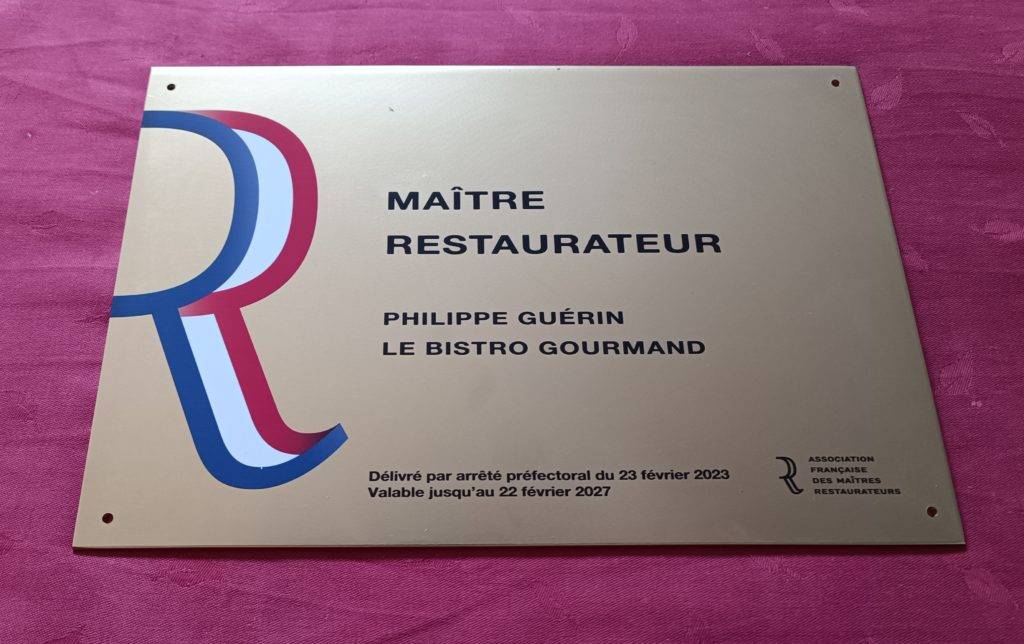 MAÎTRE
RESTAURATEUR
PHILIPPE GUÉRIN
LE BISTRO GOURMAND
Délivré par arrêté préfectoral du 23 février 2023
Valable jusqu'au 22 février 2027
ASSOCIATION
FRANÇAISE
DES MAÎTRES
RESTAURATEURS